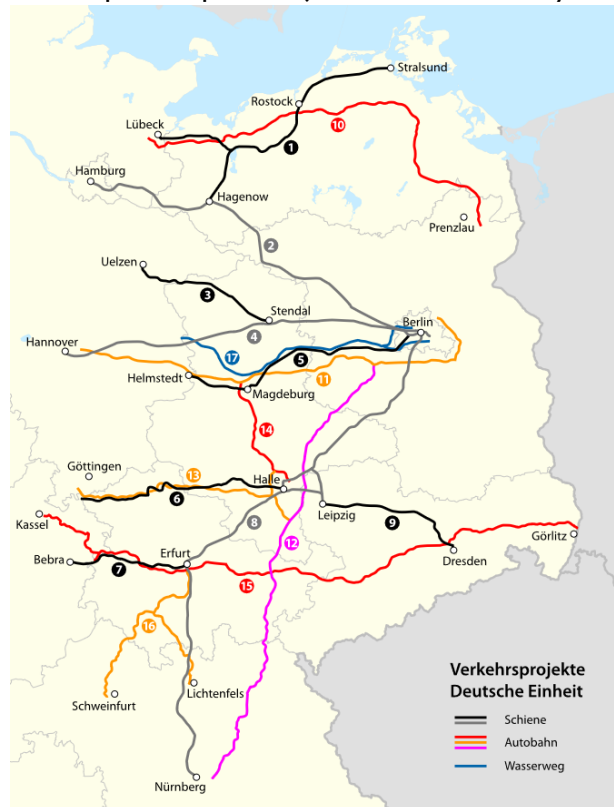 Stralsund
Rostock
10
Lübeck
1
Hamburg
Hagenow
Prenzlau
2
Uelzen
3
Stendal
Berlin
4
Hannover
17
5
Helmstedt
11
Magdeburg
14
Göttingen
13
Halle
6
Kassel
Leipzig
9
8
Görlitz
Erfurt
12
Bebra
Dresden
7
15
16
Lichtenfels
Schweinfurt
Nürnberg
Verkehrsprojekte
Deutsche Einheit
Schiene
Autobahn
Wasserweg